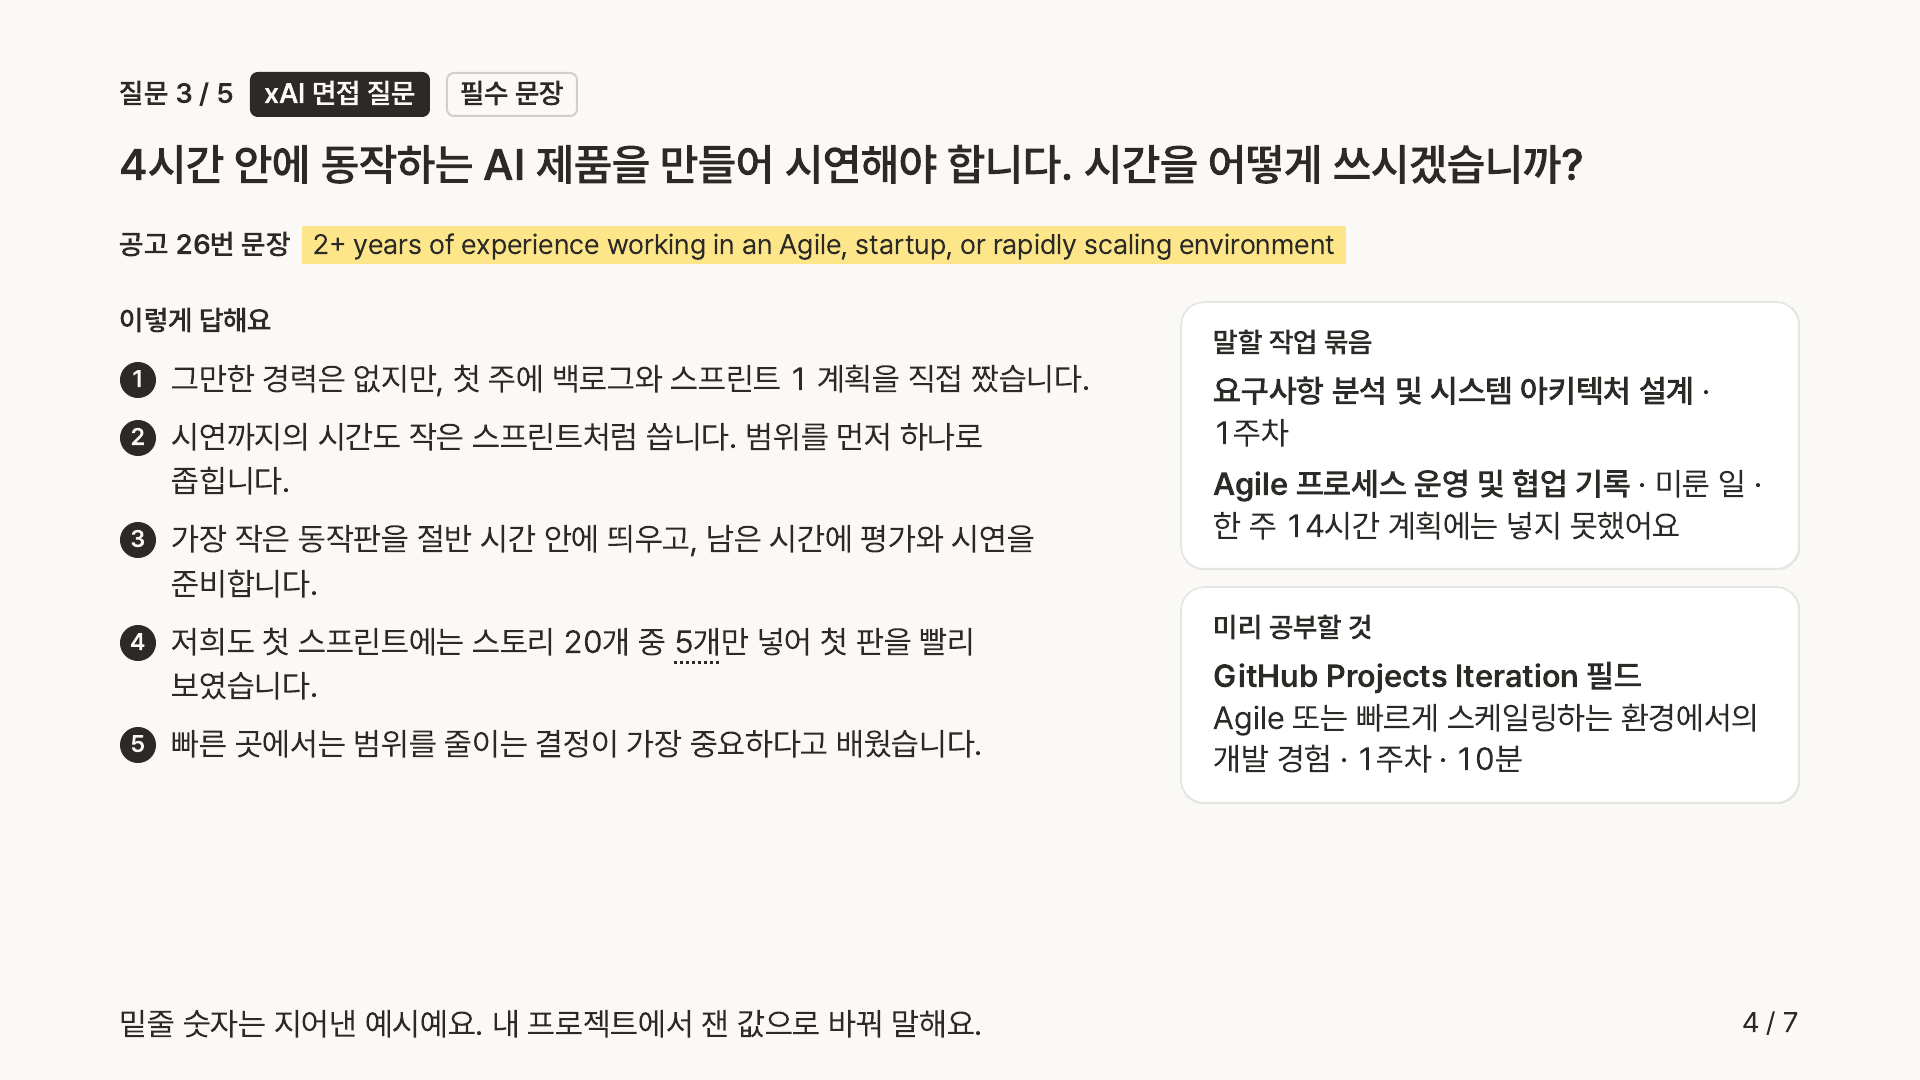 질문 3 / 5 xAI 면접 질문 필수 문장
4시간 안에 동작하는 AI 제품을 만들어 시연해야 합니다. 시간을 어떻게 쓰시겠습니까?
공고 26번 문장 2+ years of experience working in an Agile, startup, or rapidly scaling environment
이렇게 답해요
1 그만한 경력은 없지만, 첫 주에 백로그와 스프린트 1 계획을 직접 짰습니다.
2 시연까지의 시간도 작은 스프린트처럼 씁니다. 범위를 먼저 하나로
좁힙니다.
3 가장 작은 동작판을 절반 시간 안에 띄우고, 남은 시간에 평가와 시연을
준비합니다.
4 저희도 첫 스프린트에는 스토리 20개 중 5개만 넣어 첫 판을 빨리
보였습니다.
5 빠른 곳에서는 범위를 줄이는 결정이 가장 중요하다고 배웠습니다.
말할 작업 묶음
요구사항 분석 및 시스템 아키텍처 설계 ·
1주차
Agile 프로세스 운영 및 협업 기록 · 미룬 일 ·
한 주 14시간 계획에는 넣지 못했어요
미리 공부할 것
GitHub Projects Iteration 필드
Agile 또는 빠르게 스케일링하는 환경에서의
개발 경험 · 1주차 · 10분
밑줄 숫자는 지어낸 예시예요. 내 프로젝트에서 잰 값으로 바꿔 말해요.
4 / 7